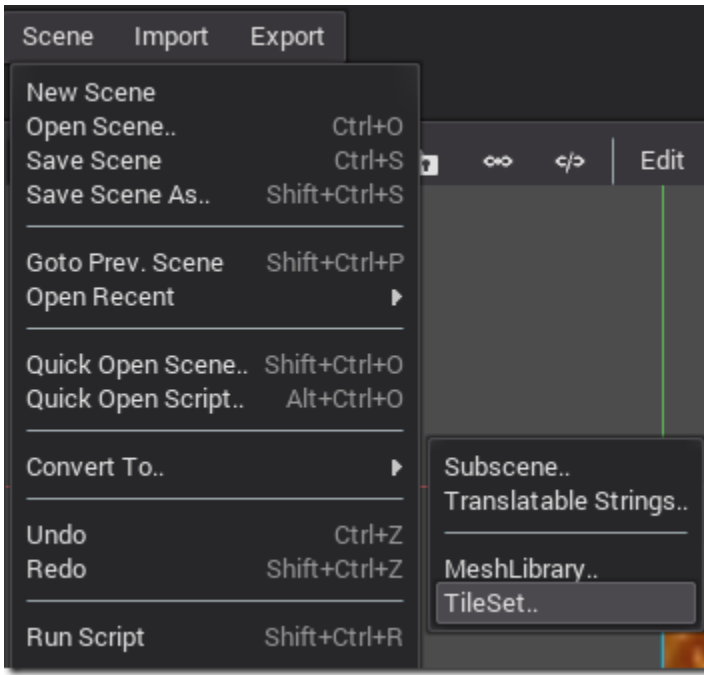 Scene Import Export
New Scene
Open Scene.. Ctrl+O
Save Scene Ctrl+S
Save Scene As.. Shift+Ctrl+S
Edit
Goto Prev. Scene Shift+Ctrl+P
Open Recent
Quick Open Scene.. Shift+Ctrl+O
Quick Open Script.. Alt+Ctrl+O
Convert To..
Subscene..
Translatable Strings..
Undo Ctrl+Z
Redo Shift+Ctrl+Z
MeshLibrary..
TileSet..
Run Script Shift+Ctrl+R